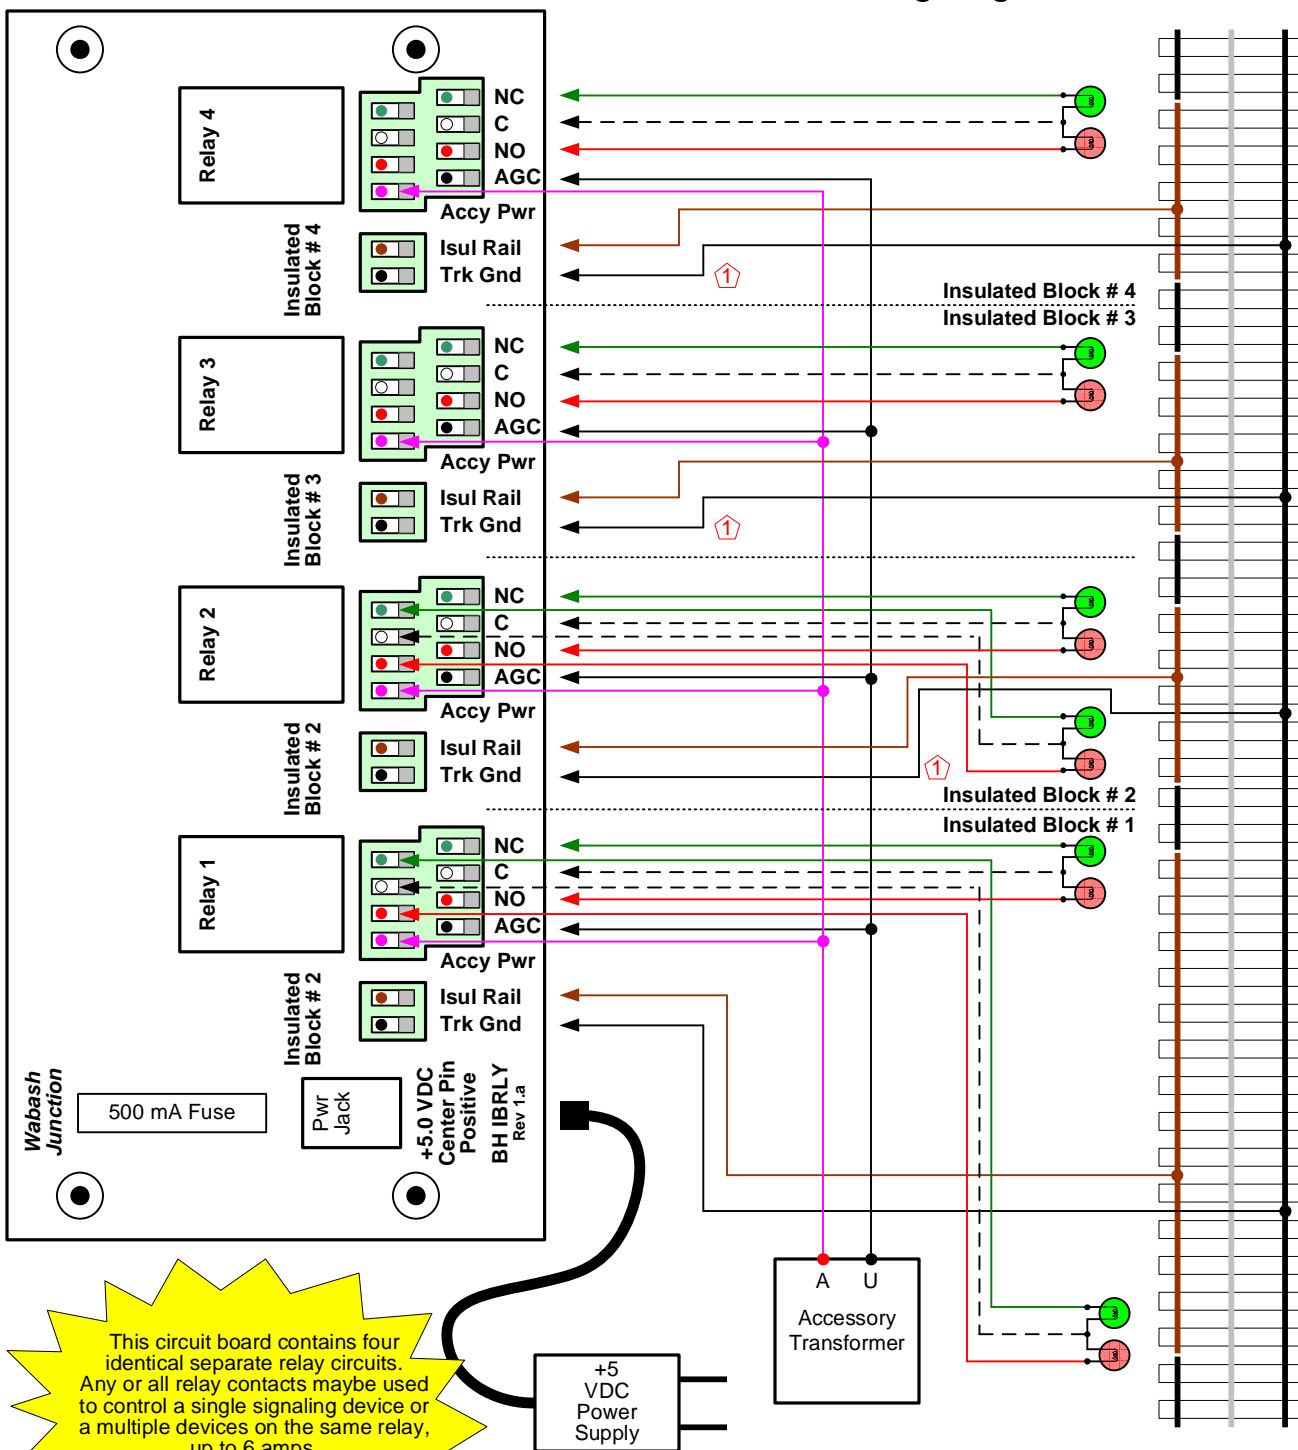 Relay 4
NC
C
NO
AGC
Accy Pwr
Insulated
Block # 4
Isul Rail
Trk Gnd
1
Insulated Block # 4
Insulated Block # 3
Relay 3
NC
C
NO
AGC
Accy Pwr
Insulated
Block # 3
Isul Rail
Trk Gnd
1
Relay 2
NC
C
NO
AGC
Accy Pwr
Insulated
Block # 2
Isul Rail
Trk Gnd
1
Insulated Block # 2
Insulated Block # 1
Relay 1
NC
C
NO
AGC
Accy Pwr
Insulated
Block # 2
Isul Rail
Trk Gnd
Wabash
Junction
500 mA Fuse
Pwr
Jack
+5.0 VDC
Center Pin
Positive
BH IBRLY
Rev 1.a
A U
Accessory
Transformer
+5
VDC
Power
Supply
This circuit board contains four
identical separate relay circuits.
Any or all relay contacts maybe used
to control a single signaling device or
a multiple devices on the same relay,
up to 6 amps